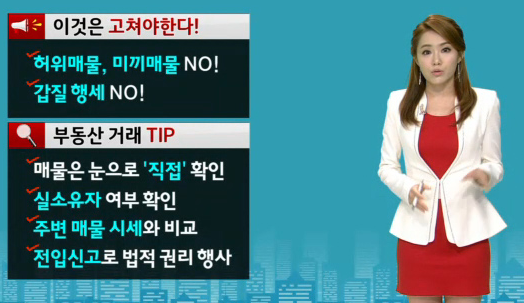 이것은 고쳐야한다!
허위매물, 미끼매물 NO!
갑질 행세 NO!
부동산 거래 TIP
매물은 눈으로 '직접' 확인
실소유자 여부 확인
주변 매물 시세와 비교
전입신고로 법적 권리 행사